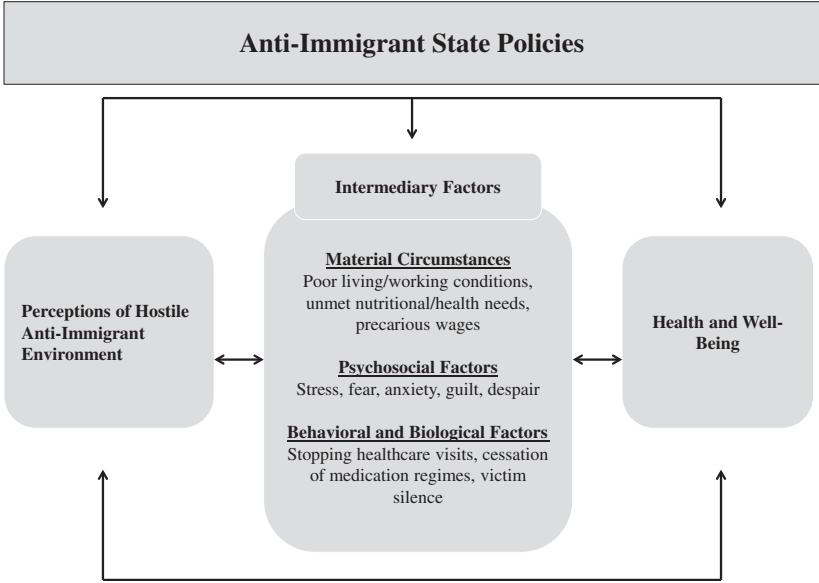 Anti-Immigrant State Policies
Intermediary Factors
Perceptions of Hostile
Anti-Immigrant
Environment
Material Circumstances
Poor living/working conditions,
unmet nutritional/health needs,
precarious wages
Psychosocial Factors
Stress, fear, anxiety, guilt, despair
Behavioral and Biological Factors
Stopping healthcare visits, cessation
of medication regimes, victim
silence
Health and Well-
Being